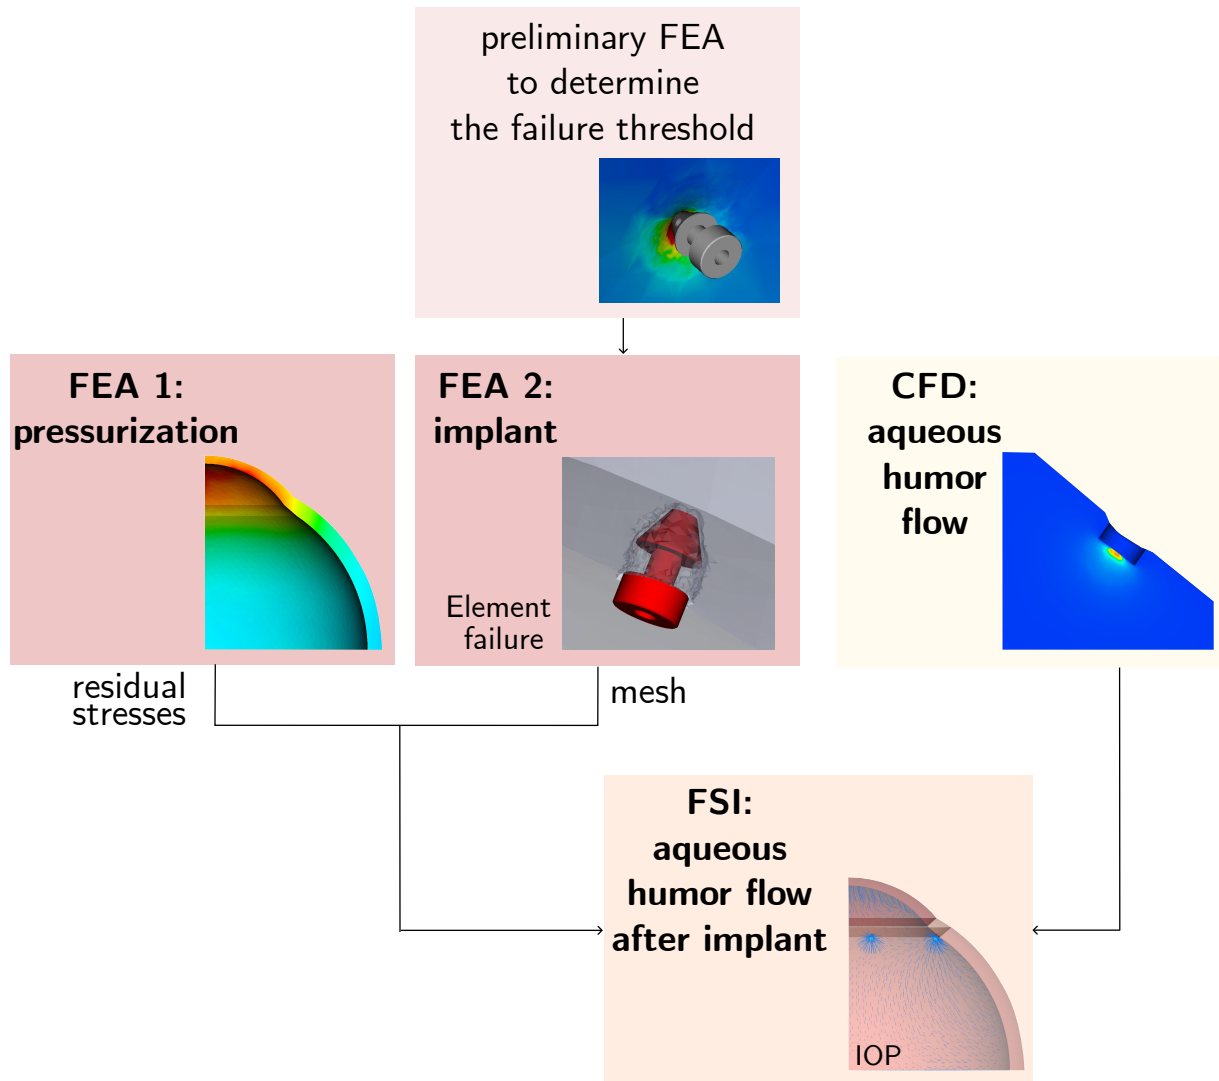 preliminary FEA
to determine
the failure threshold
FEA 1:
pressurization
FEA 2:
implant
Element
failure
CFD:
aqueous
humor
flow
residual
stresses
mesh
FSI:
aqueous
humor flow
after implant
IOP